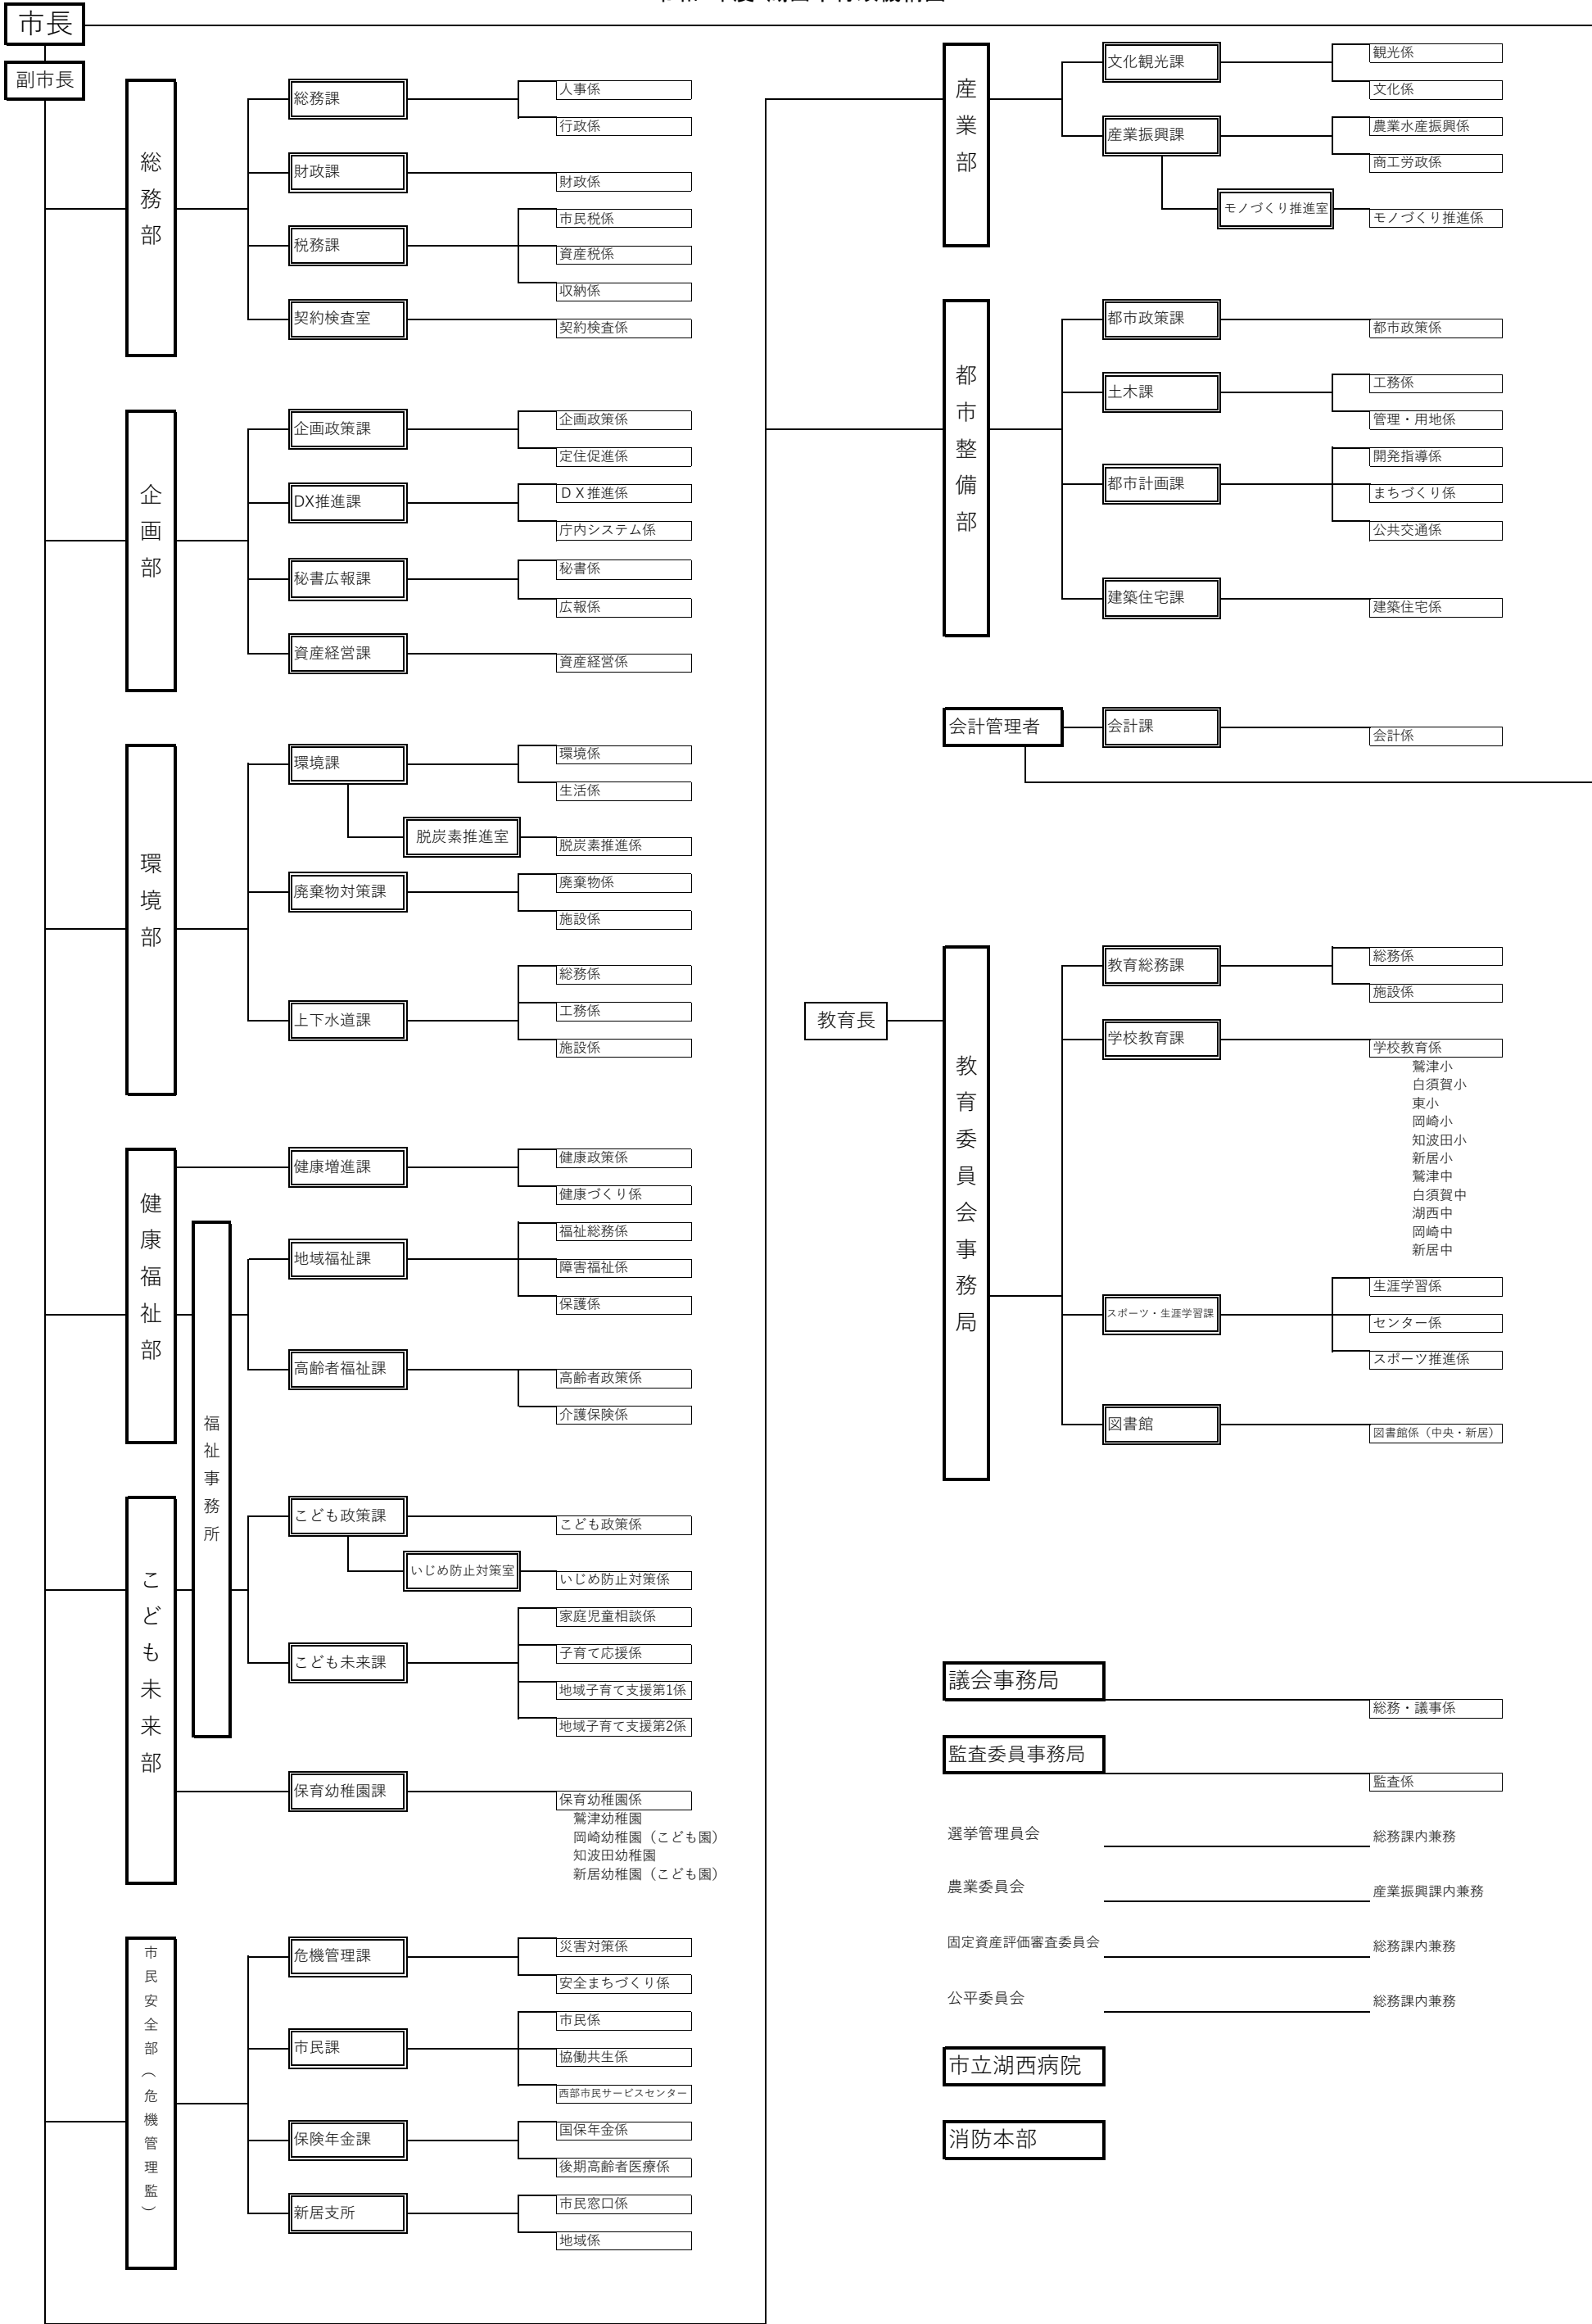 市長
副市長
総務部
総務課
人事係
行政係
財政課
財政係
税務課
市民税係
資産税係
収納係
契約検査室
契約検査係
企画部
企画政策課
企画政策係
定住促進係
DX推進課
DX推進係
庁内システム係
秘書広報課
秘書係
広報係
資産経営課
資産経営係
環境部
環境課
環境係
生活係
脱炭素推進室
脱炭素推進係
廃棄物対策課
廃棄物係
施設係
上下水道課
総務係
工務係
施設係
健康福祉部
健康増進課
健康政策係
健康づくり係
福祉事務所
地域福祉課
福祉総務係
障害福祉係
保護係
高齢者福祉課
高齢者政策係
介護保険係
こども未来部
こども政策課
こども政策係
いじめ防止対策室
いじめ防止対策係
こども未来課
家庭児童相談係
子育て応援係
地域子育て支援第1係
地域子育て支援第2係
保育幼稚園課
保育幼稚園係
鷲津幼稚園
岡崎幼稚園（こども園）
知波田幼稚園
新居幼稚園（こども園）
市民安全部（危機管理監）
危機管理課
災害対策係
安全まちづくり係
市民課
市民係
協働共生係
西部市民サービスセンター
保険年金課
国保年金係
後期高齢者医療係
新居支所
市民窓口係
地域係
産業部
文化観光課
観光係
文化係
産業振興課
農業水産振興係
商工労政係
モノづくり推進室
モノづくり推進係
都市整備部
都市政策課
都市政策係
土木課
工務係
管理・用地係
都市計画課
開発指導係
まちづくり係
公共交通係
建築住宅課
建築住宅係
会計管理者
会計課
会計係
教育長
教育委員会事務局
教育総務課
総務係
施設係
学校教育課
学校教育係
鷲津小
白須賀小
東小
岡崎小
知波田小
新居小
鷲津中
白須賀中
湖西中
岡崎中
新居中
スポーツ・生涯学習課
生涯学習係
センター係
スポーツ推進係
図書館
図書館係（中央・新居）
議会事務局
総務・議事係
監査委員事務局
監査係
選挙管理員会
総務課内兼務
農業委員会
産業振興課内兼務
固定資産評価審査委員会
総務課内兼務
公平委員会
総務課内兼務
市立湖西病院
消防本部